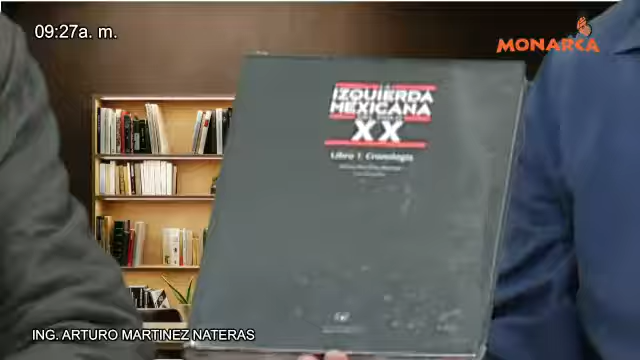 09:27a. m.
MONARCA
IZQUIERDA
MEXICANA
XX
Libro 1 Cronología
ING. ARTURO MARTINEZ NATERAS